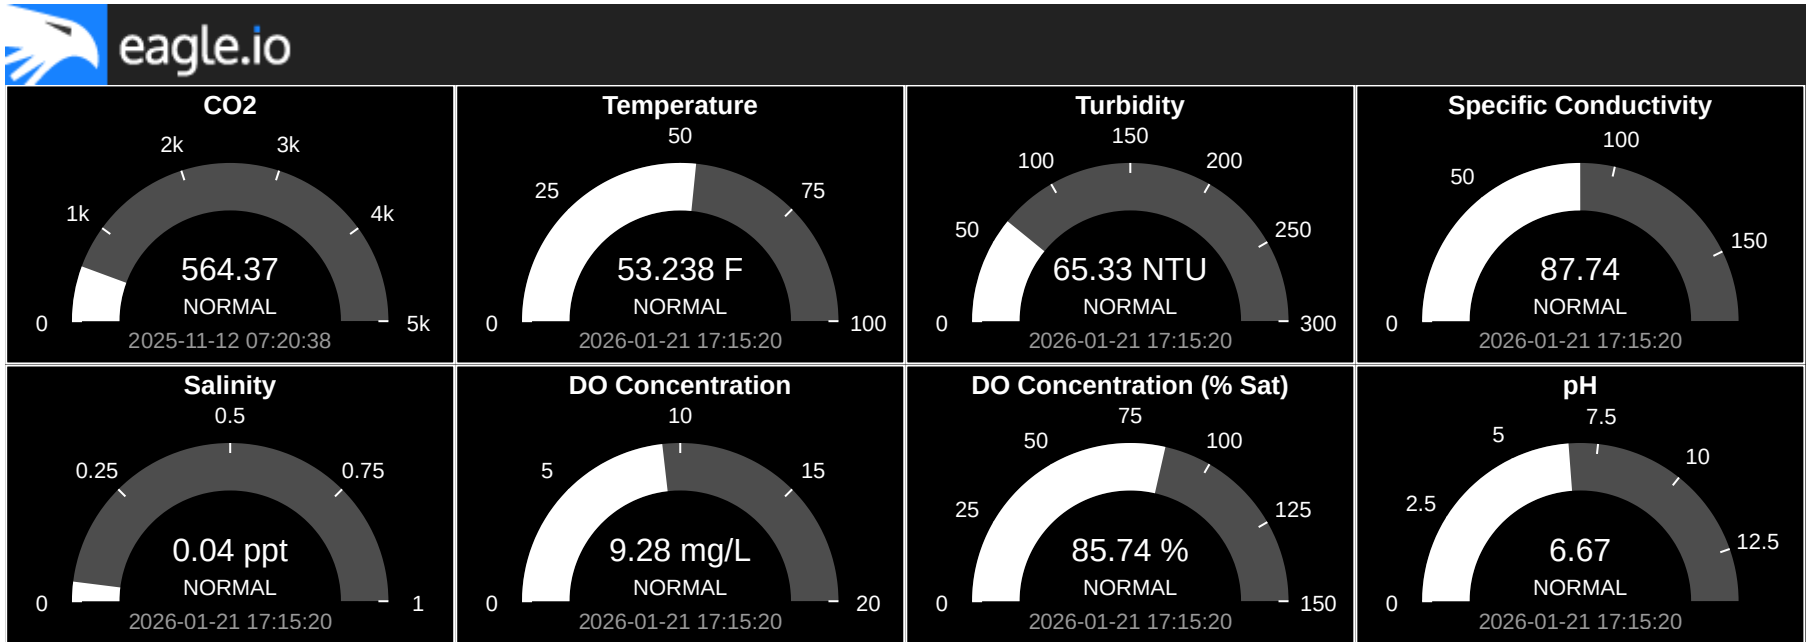 eagle.io
CO2
0
1k
2k
3k
4k
5k
564.37
NORMAL
2025-11-12 07:20:38
Temperature
0
25
50
75
100
53.238 F
NORMAL
2026-01-21 17:15:20
Turbidity
0
50
100
150
200
250
300
65.33 NTU
NORMAL
2026-01-21 17:15:20
Specific Conductivity
0
50
100
150
87.74
NORMAL
2026-01-21 17:15:20
Salinity
0
0.25
0.5
0.75
1
0.04 ppt
NORMAL
2026-01-21 17:15:20
DO Concentration
0
5
10
15
20
9.28 mg/L
NORMAL
2026-01-21 17:15:20
DO Concentration (% Sat)
0
25
50
75
100
125
150
85.74 %
NORMAL
2026-01-21 17:15:20
pH
0
2.5
5
7.5
10
12.5
6.67
NORMAL
2026-01-21 17:15:20